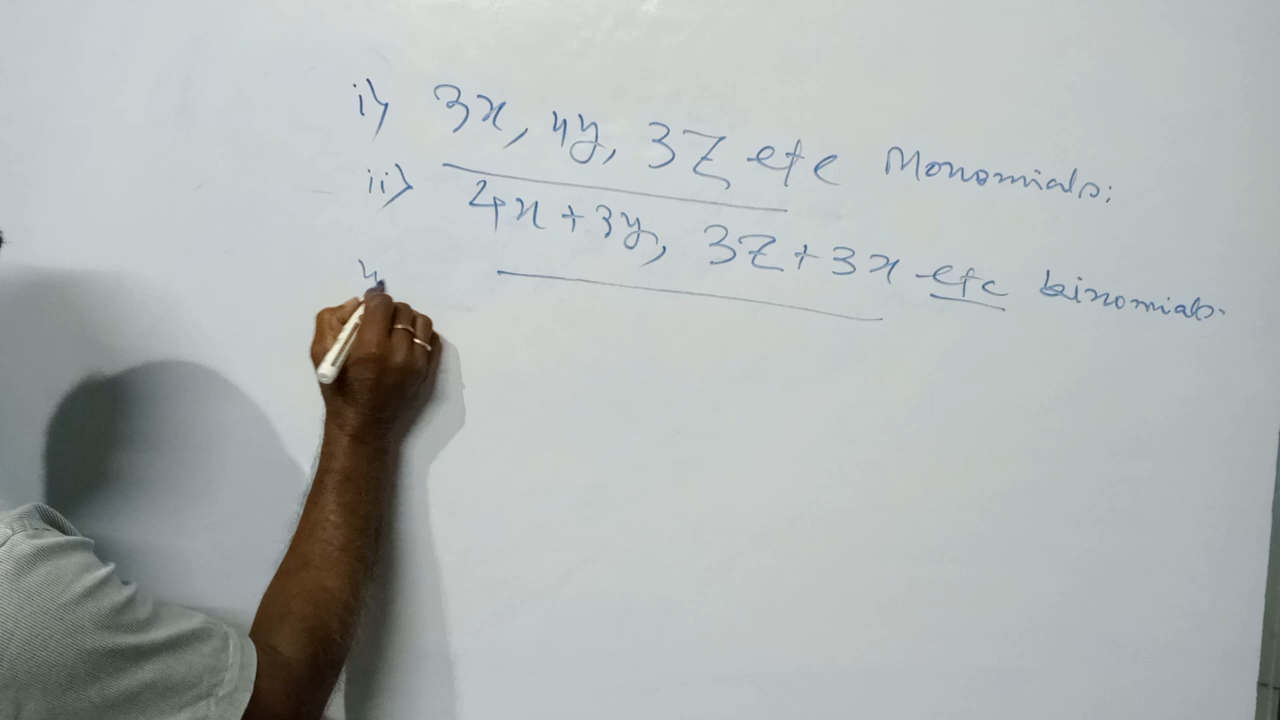 i) 3x, 4y, 3z etc Monomials:
ii) 4x+3y, 3z+3x etc binomials.